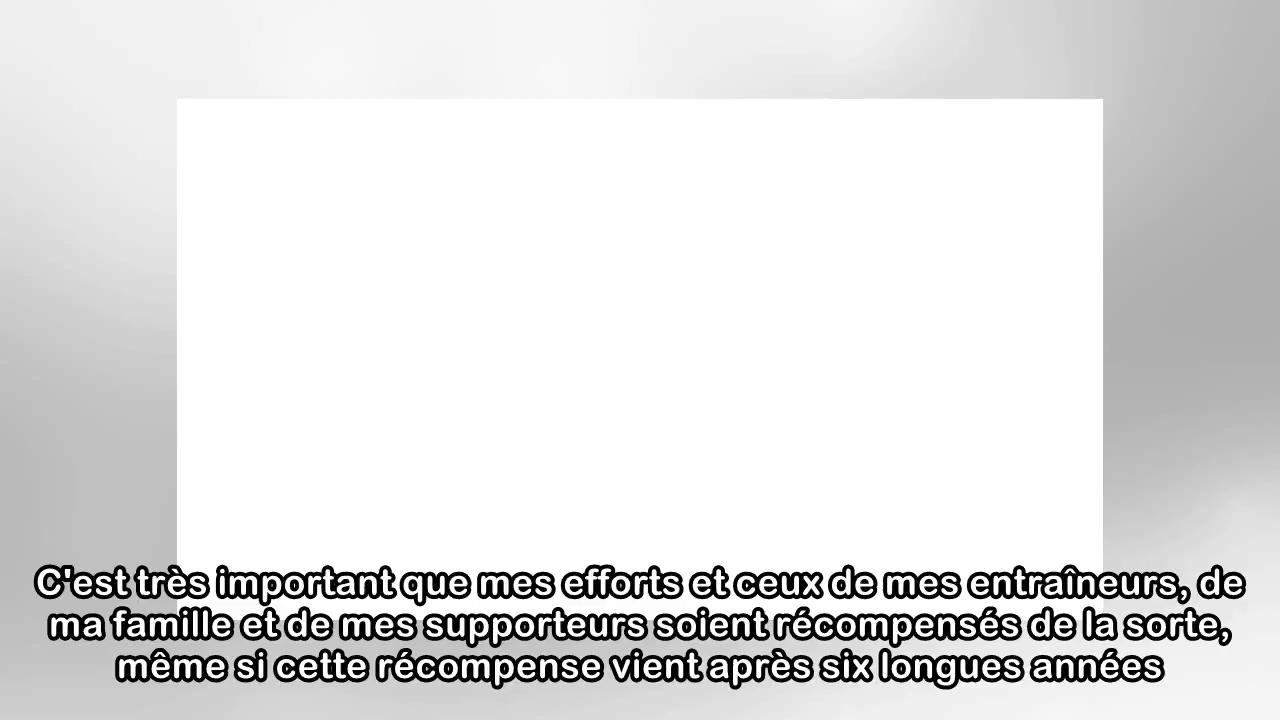 C'est très important que mes efforts et ceux de mes entraîneurs, de
ma famille et de mes supporteurs soient récompensés de la sorte,
même si cette récompense vient après six longues années